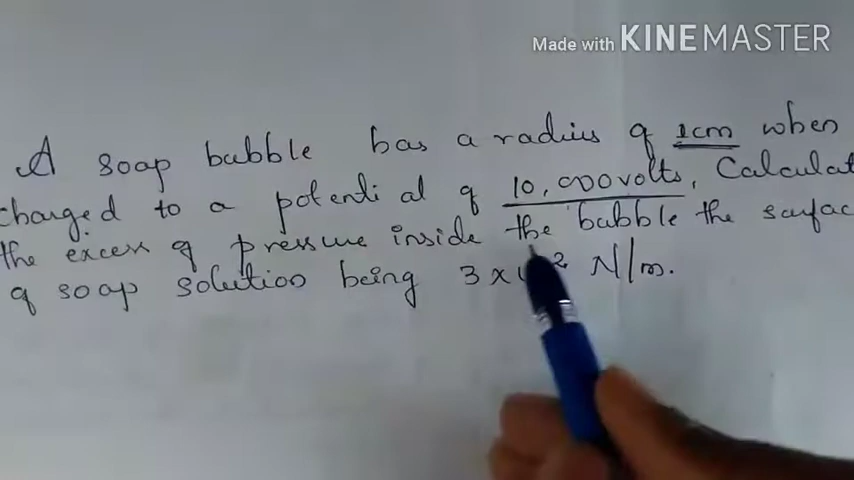 Made with KINEMASTER
A soap bubble has a radius of 1cm when
charged to a potential of 10,000 volts, Calculat
the excess of pressure inside the bubble the surfac
of soap solution being 3 x N/m.